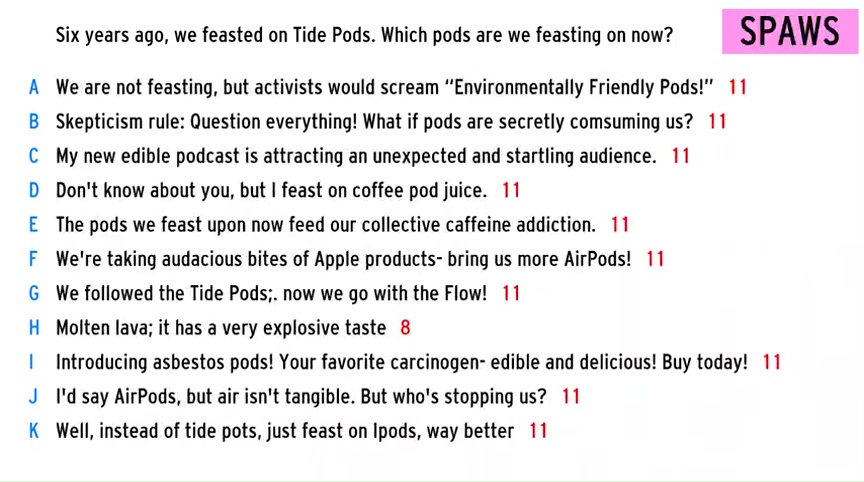 Six years ago, we feasted on Tide Pods. Which pods are we feasting on now?
SPAWS
A We are not feasting, but activists would scream “Environmentally Friendly Pods!” 11
B Skepticism rule: Question everything! What if pods are secretly comsuming us? 11
C My new edible podcast is attracting an unexpected and startling audience. 11
D Don't know about you, but I feast on coffee pod juice. 11
E The pods we feast upon now feed our collective caffeine addiction. 11
F We're taking audacious bites of Apple products- bring us more AirPods! 11
G We followed the Tide Pods;. now we go with the Flow! 11
H Molten lava; it has a very explosive taste 8
I Introducing asbestos pods! Your favorite carcinogen- edible and delicious! Buy today! 11
J I'd say AirPods, but air isn't tangible. But who's stopping us? 11
K Well, instead of tide pots, just feast on Ipods, way better 11